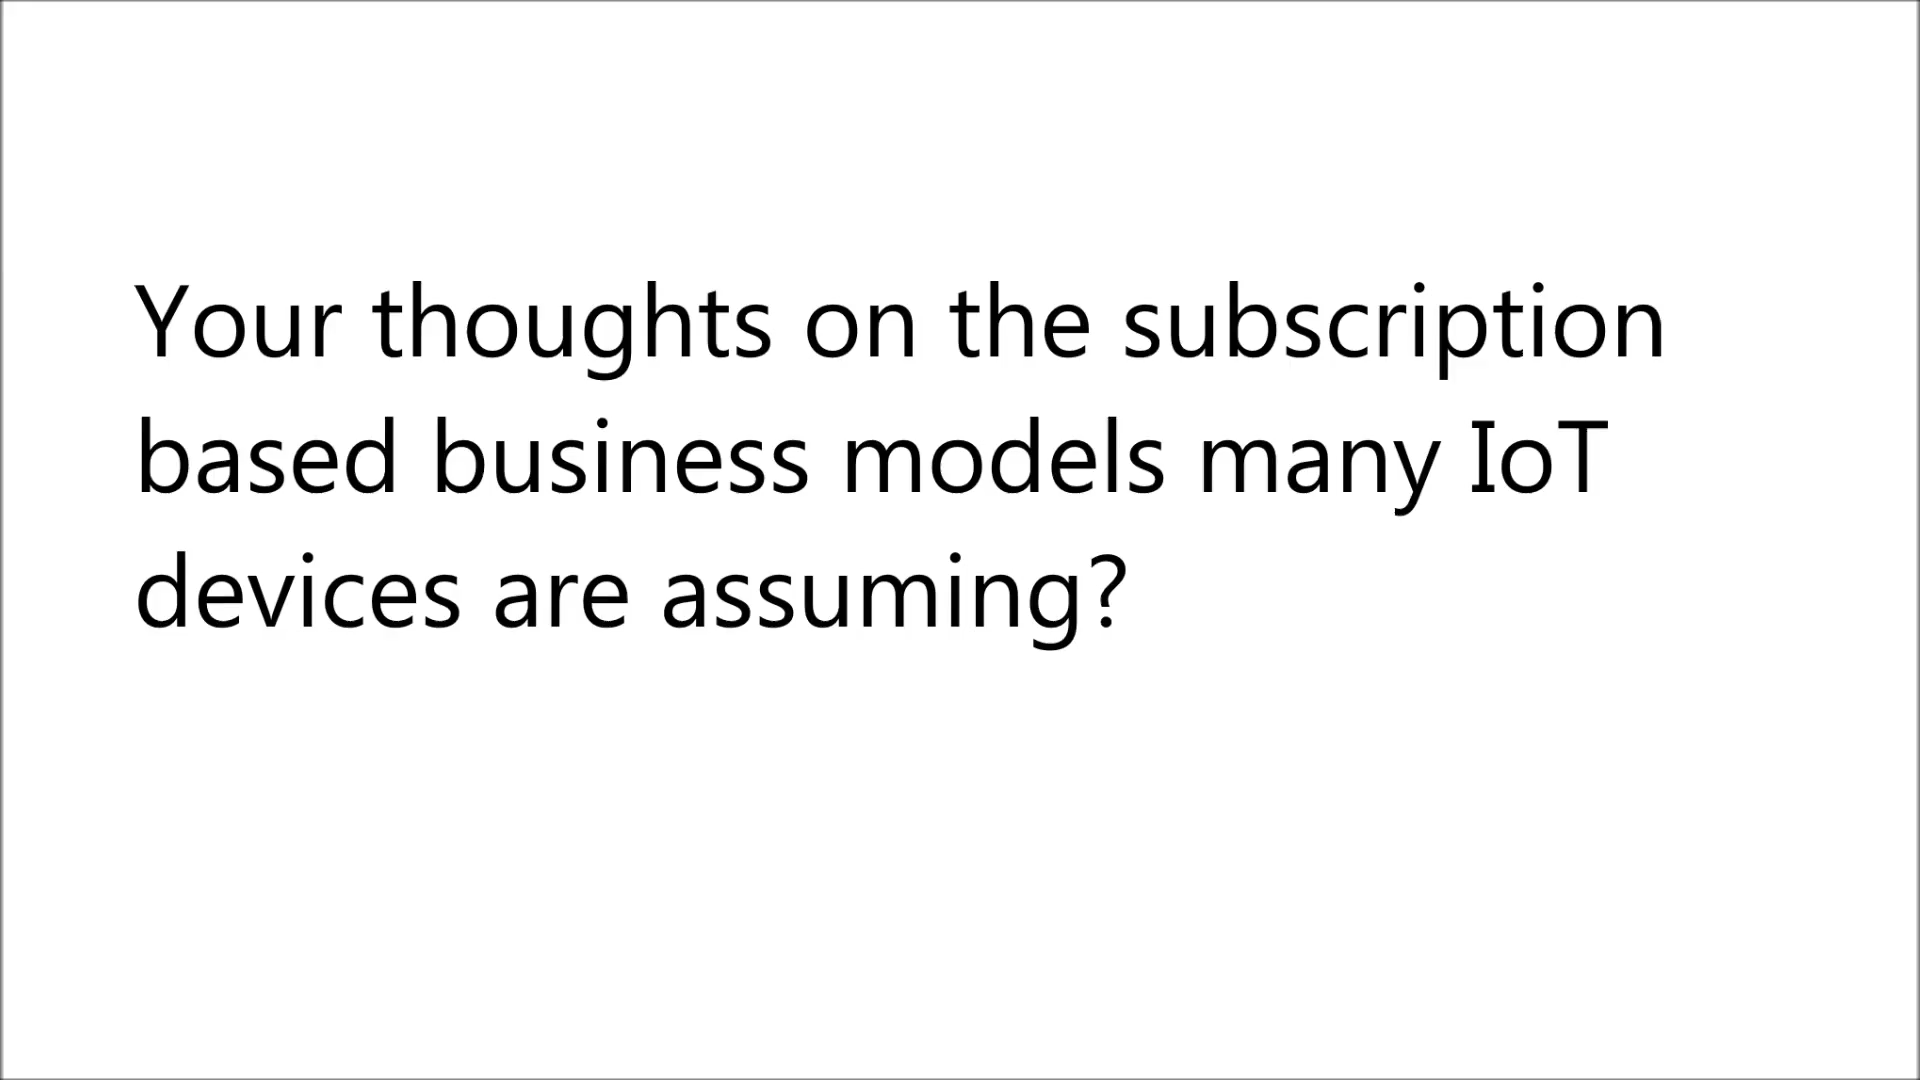 Your thoughts on the subscription
based business models many IoT
devices are assuming?